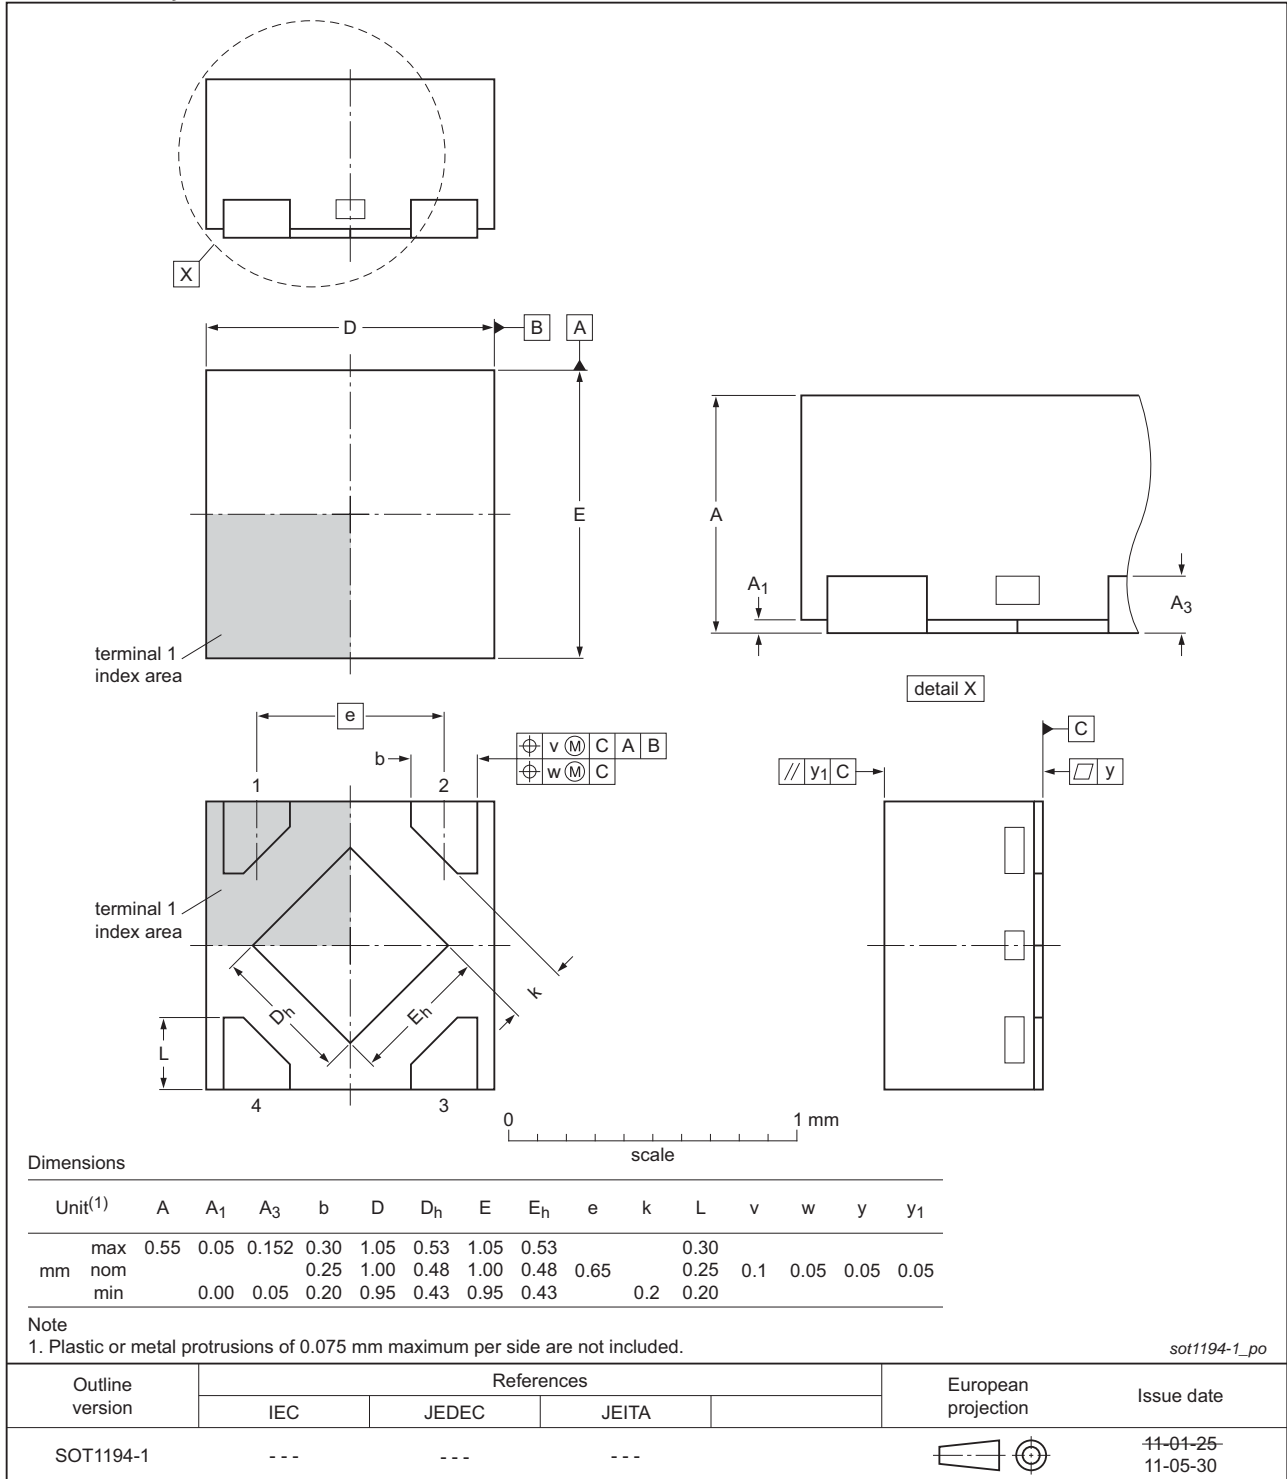 X
D
B
A
E
terminal 1
index area
A
A1
A3
detail X
e
b
v M C A B
w M C
1
2
terminal 1
index area
k
Dh
Eh
L
4
3
C
// y1 C
y
0
1 mm
scale
Dimensions
Unit(1) A A1 A3 b D Dh E Eh e k L v w y y1
max 0.55 0.05 0.152 0.30 1.05 0.53 1.05 0.53 0.30
mm nom 0.25 1.00 0.48 1.00 0.48 0.65 0.25 0.1 0.05 0.05 0.05
min 0.00 0.05 0.20 0.95 0.43 0.95 0.43 0.2 0.20
Note
1. Plastic or metal protrusions of 0.075 mm maximum per side are not included.
sot1194-1_po
Outline
version
References
IEC JEDEC JEITA
European
projection
Issue date
SOT1194-1 - - - - - - - - -
11-01-25
11-05-30